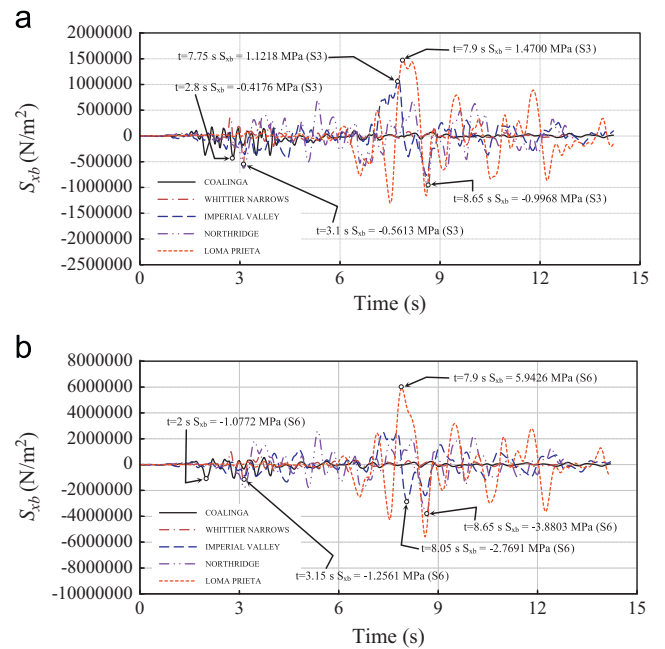 a
2000000
1500000
1000000
500000
0
-500000
-1000000
-1500000
-2000000
-2500000
Sxb (N/m²)
t=7.75 s Sxb = 1.1218 MPa (S3)
t=7.9 s Sxb = 1.4700 MPa (S3)
t=2.8 s Sxb = -0.4176 MPa (S3)
t=8.65 s Sxb = -0.9968 MPa (S3)
t=3.1 s Sxb = -0.5613 MPa (S3)
COALINGA
WHITTIER NARROWS
IMPERIAL VALLEY
NORTHRIDGE
LOMA PRIETA
0 3 6 9 12 15
Time (s)
b
8000000
6000000
4000000
2000000
0
-2000000
-4000000
-6000000
-8000000
-10000000
Sxb (N/m²)
t=7.9 s Sxb = 5.9426 MPa (S6)
t=2 s Sxb = -1.0772 MPa (S6)
t=8.65 s Sxb = -3.8803 MPa (S6)
t=8.05 s Sxb = -2.7691 MPa (S6)
t=3.15 s Sxb = -1.2561 MPa (S6)
COALINGA
WHITTIER NARROWS
IMPERIAL VALLEY
NORTHRIDGE
LOMA PRIETA
0 3 6 9 12 15
Time (s)